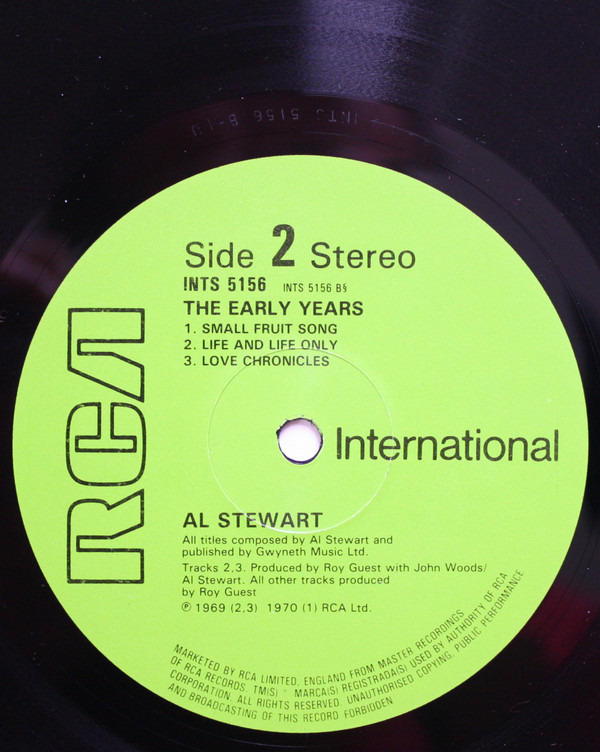 INTS 5156 B-1
Side 2 Stereo
INTS 5156 INTS 5156 B§
THE EARLY YEARS
1. SMALL FRUIT SONG
2. LIFE AND LIFE ONLY
3. LOVE CHRONICLES
RCA
International
AL STEWART
All titles composed by Al Stewart and
published by Gwyneth Music Ltd.
Tracks 2,3. Produced by Roy Guest with John Woods/
Al Stewart. All other tracks produced
by Roy Guest
℗ 1969 (2,3) 1970 (1) RCA Ltd.
MARKETED BY RCA LIMITED, ENGLAND FROM MASTER RECORDINGS
OF RCA RECORDS. TM(S) ® MARCA(S) REGISTRADA(S) USED BY AUTHORITY OF RCA
CORPORATION. ALL RIGHTS RESERVED. UNAUTHORISED COPYING, PUBLIC PERFORMANCE
AND BROADCASTING OF THIS RECORD FORBIDDEN